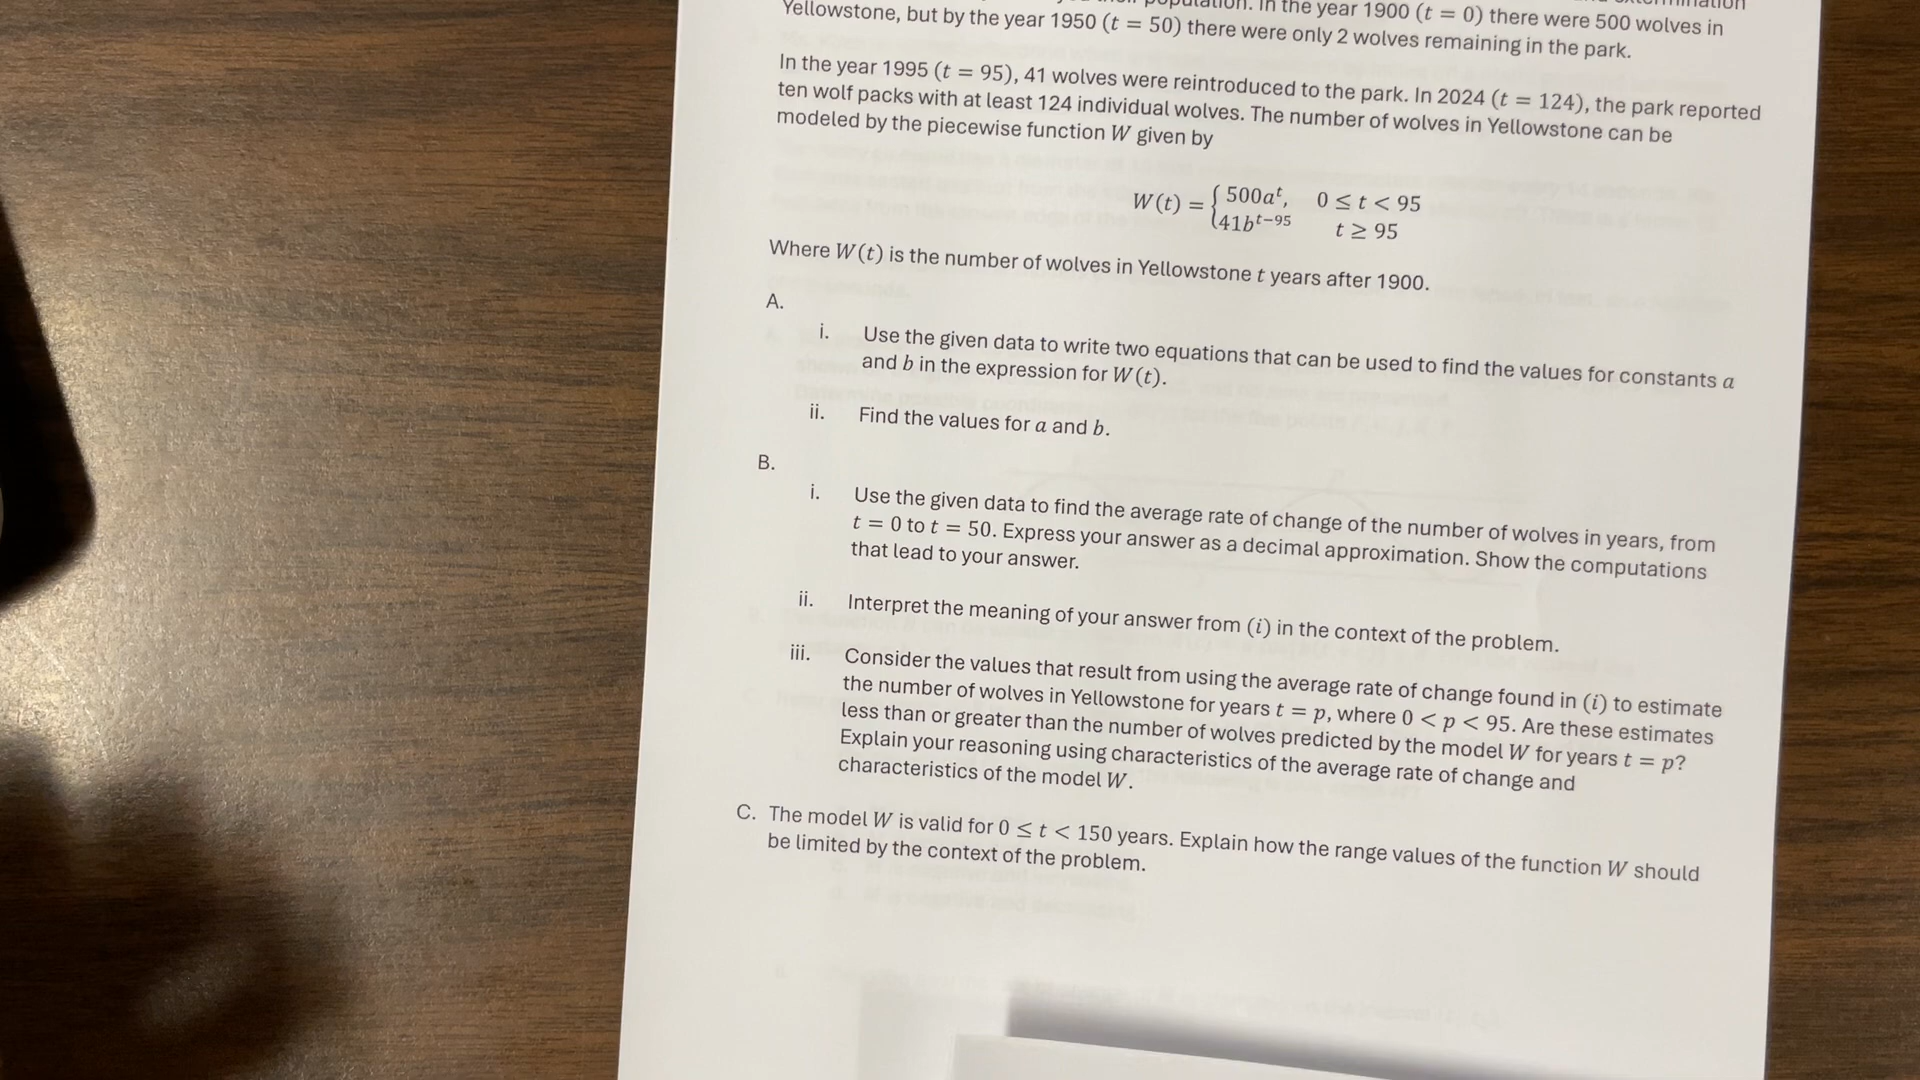 population. In the year 1900 (t = 0) there were 500 wolves in
Yellowstone, but by the year 1950 (t = 50) there were only 2 wolves remaining in the park.
In the year 1995 (t = 95), 41 wolves were reintroduced to the park. In 2024 (t = 124), the park reported
ten wolf packs with at least 124 individual wolves. The number of wolves in Yellowstone can be
modeled by the piecewise function W given by
W(t) = { 500a^t, 0 ≤ t < 95
41b^{t−95} t ≥ 95
Where W(t) is the number of wolves in Yellowstone t years after 1900.
A.
i. Use the given data to write two equations that can be used to find the values for constants a
and b in the expression for W(t).
ii. Find the values for a and b.
B.
i. Use the given data to find the average rate of change of the number of wolves in years, from
t = 0 to t = 50. Express your answer as a decimal approximation. Show the computations
that lead to your answer.
ii. Interpret the meaning of your answer from (i) in the context of the problem.
iii. Consider the values that result from using the average rate of change found in (i) to estimate
the number of wolves in Yellowstone for years t = p, where 0 < p < 95. Are these estimates
less than or greater than the number of wolves predicted by the model W for years t = p?
Explain your reasoning using characteristics of the average rate of change and
characteristics of the model W.
C. The model W is valid for 0 ≤ t < 150 years. Explain how the range values of the function W should
be limited by the context of the problem.